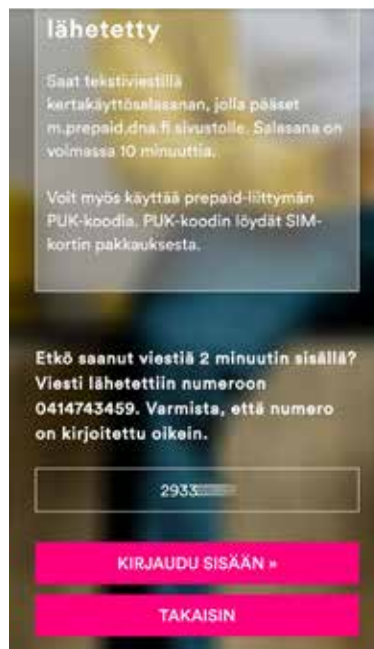 lähetetty
Saat tekstiviestillä
kertakäyttösalasanan, jolla pääset
m.prepaid.dna.fi sivustolle. Salasana on
voimassa 10 minuuttia.
Voit myös käyttää prepaid-liittymän
PUK-koodia. PUK-koodin löydät SIM-
kortin pakkauksesta.
Etkö saanut viestiä 2 minuutin sisällä?
Viesti lähetettiin numeroon
0414743459. Varmista, että numero
on kirjoitettu oikein.
2933
KIRJAUDU SISÄÄN »
TAKAISIN